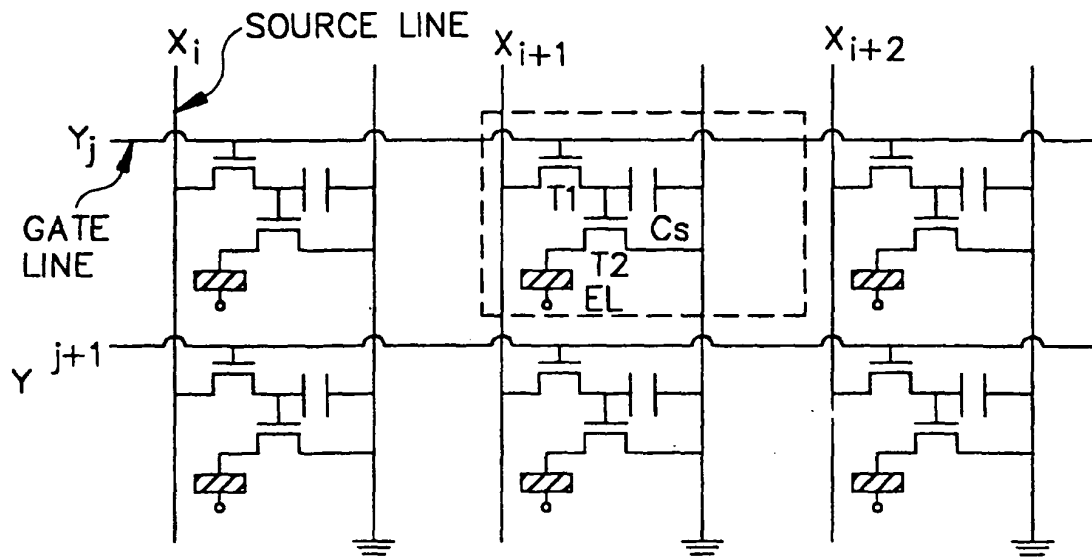 SOURCE LINE
Xi Xi+1 Xi+2
Yj
T1
Cs
GATE
LINE
T2
EL
Y j+1